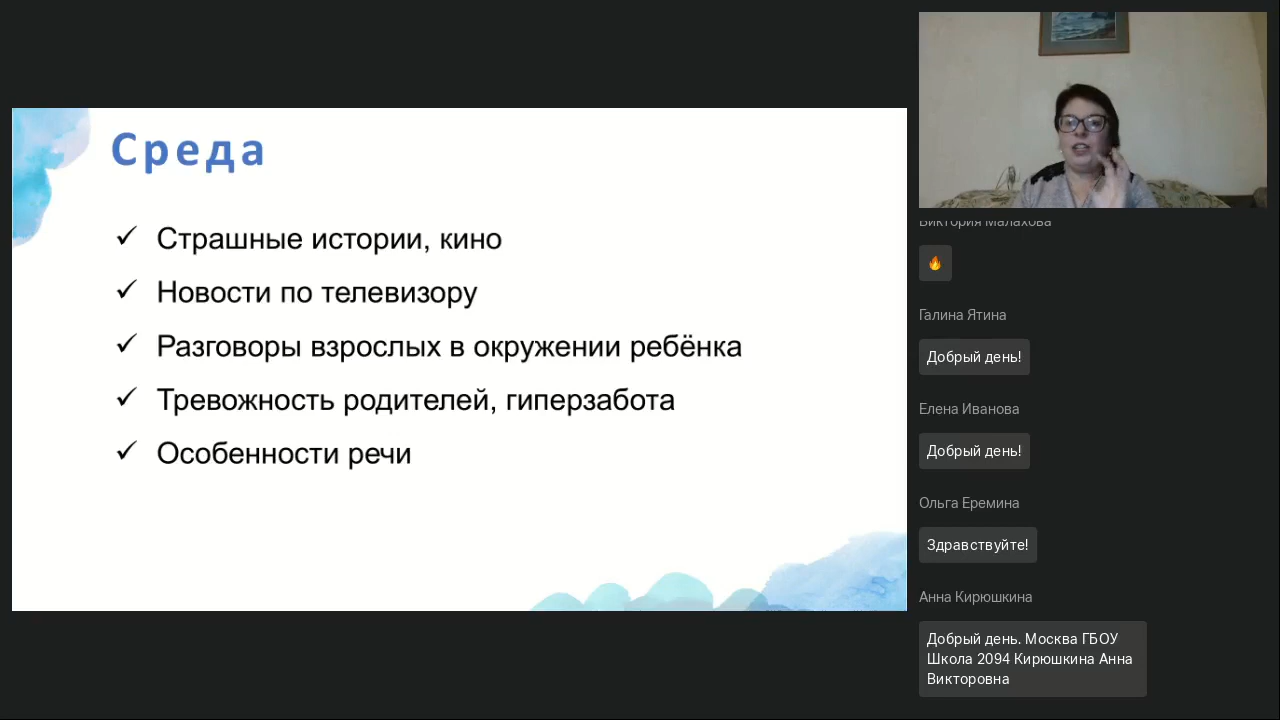 Среда
Страшные истории, кино
Новости по телевизору
Разговоры взрослых в окружении ребёнка
Тревожность родителей, гиперзабота
Особенности речи
Виктория Малахова
Галина Ятина
Добрый день!
Елена Иванова
Добрый день!
Ольга Еремина
Здравствуйте!
Анна Кирюшкина
Добрый день. Москва ГБОУ
Школа 2094 Кирюшкина Анна
Викторовна